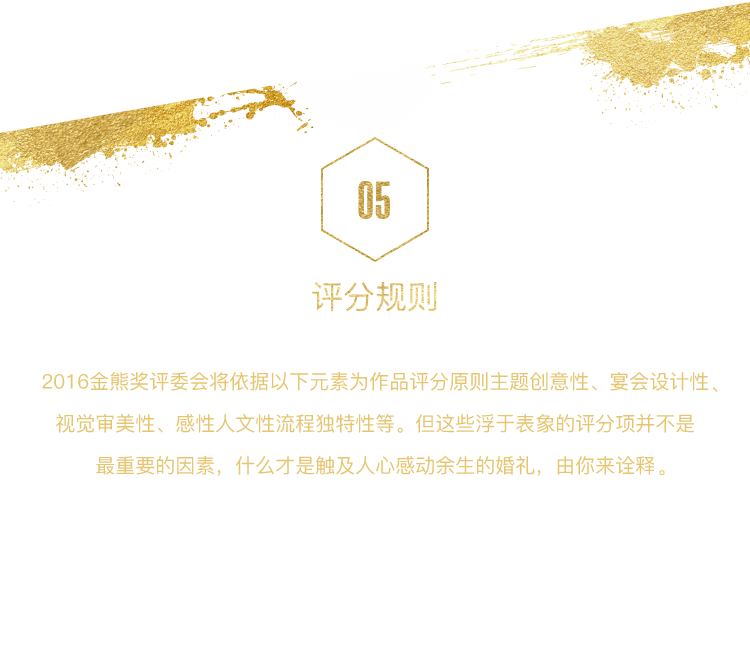 05
评分规则
2016金熊奖评委会将依据以下元素为作品评分原则主题创意性、宴会设计性、
视觉审美性、感性人文性流程独特性等。但这些浮于表象的评分项并不是
最重要的因素，什么才是触及人心感动余生的婚礼，由你来诠释。